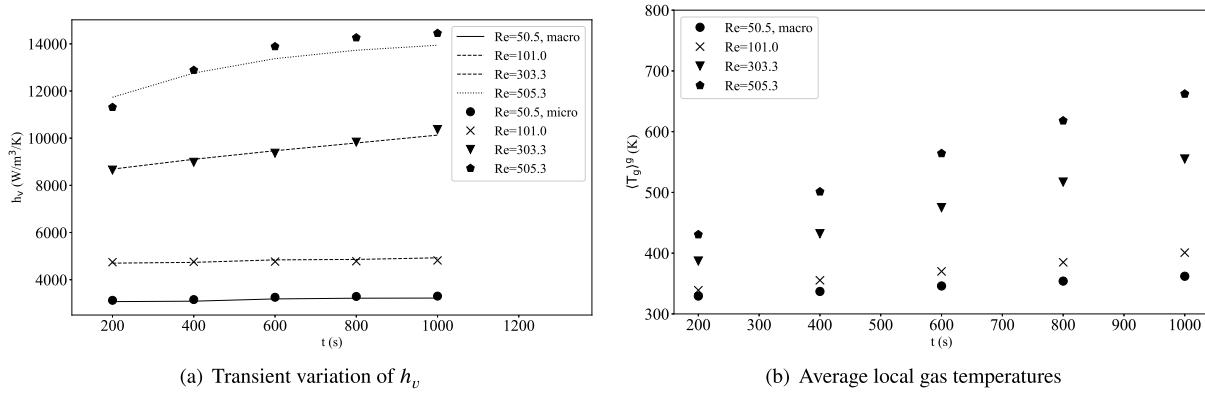 14000
12000
10000
8000
6000
4000
h_v (W/m³/K)
200 400 600 800 1000 1200
t (s)
Re=50.5, macro
Re=101.0
Re=303.3
Re=505.3
Re=50.5, micro
Re=101.0
Re=303.3
Re=505.3
(a) Transient variation of h_v
800
700
600
500
400
300
⟨T_g⟩^g (K)
200 300 400 500 600 700 800 900 1000
t (s)
Re=50.5, macro
Re=101.0
Re=303.3
Re=505.3
(b) Average local gas temperatures